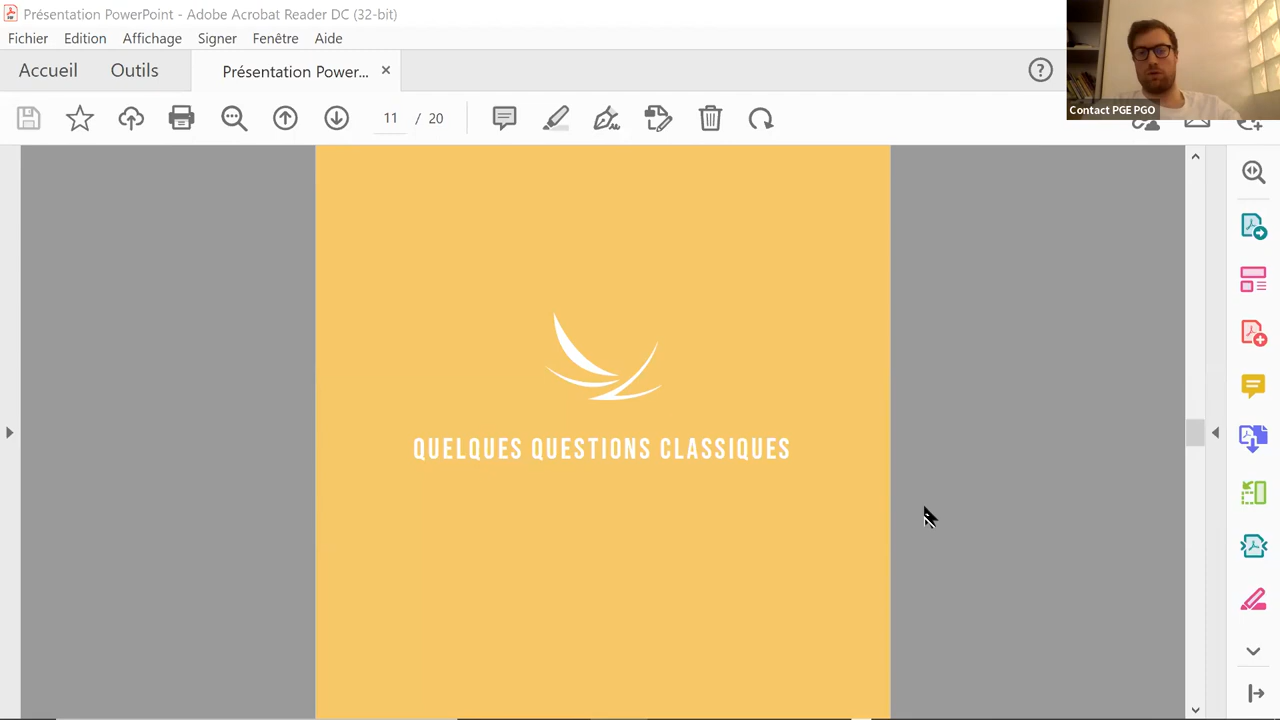 Présentation PowerPoint - Adobe Acrobat Reader DC (32-bit)
Fichier Edition Affichage Signer Fenêtre Aide
Accueil Outils Présentation Power... ×
11 / 20
Contact PGE PGO
QUELQUES QUESTIONS CLASSIQUES